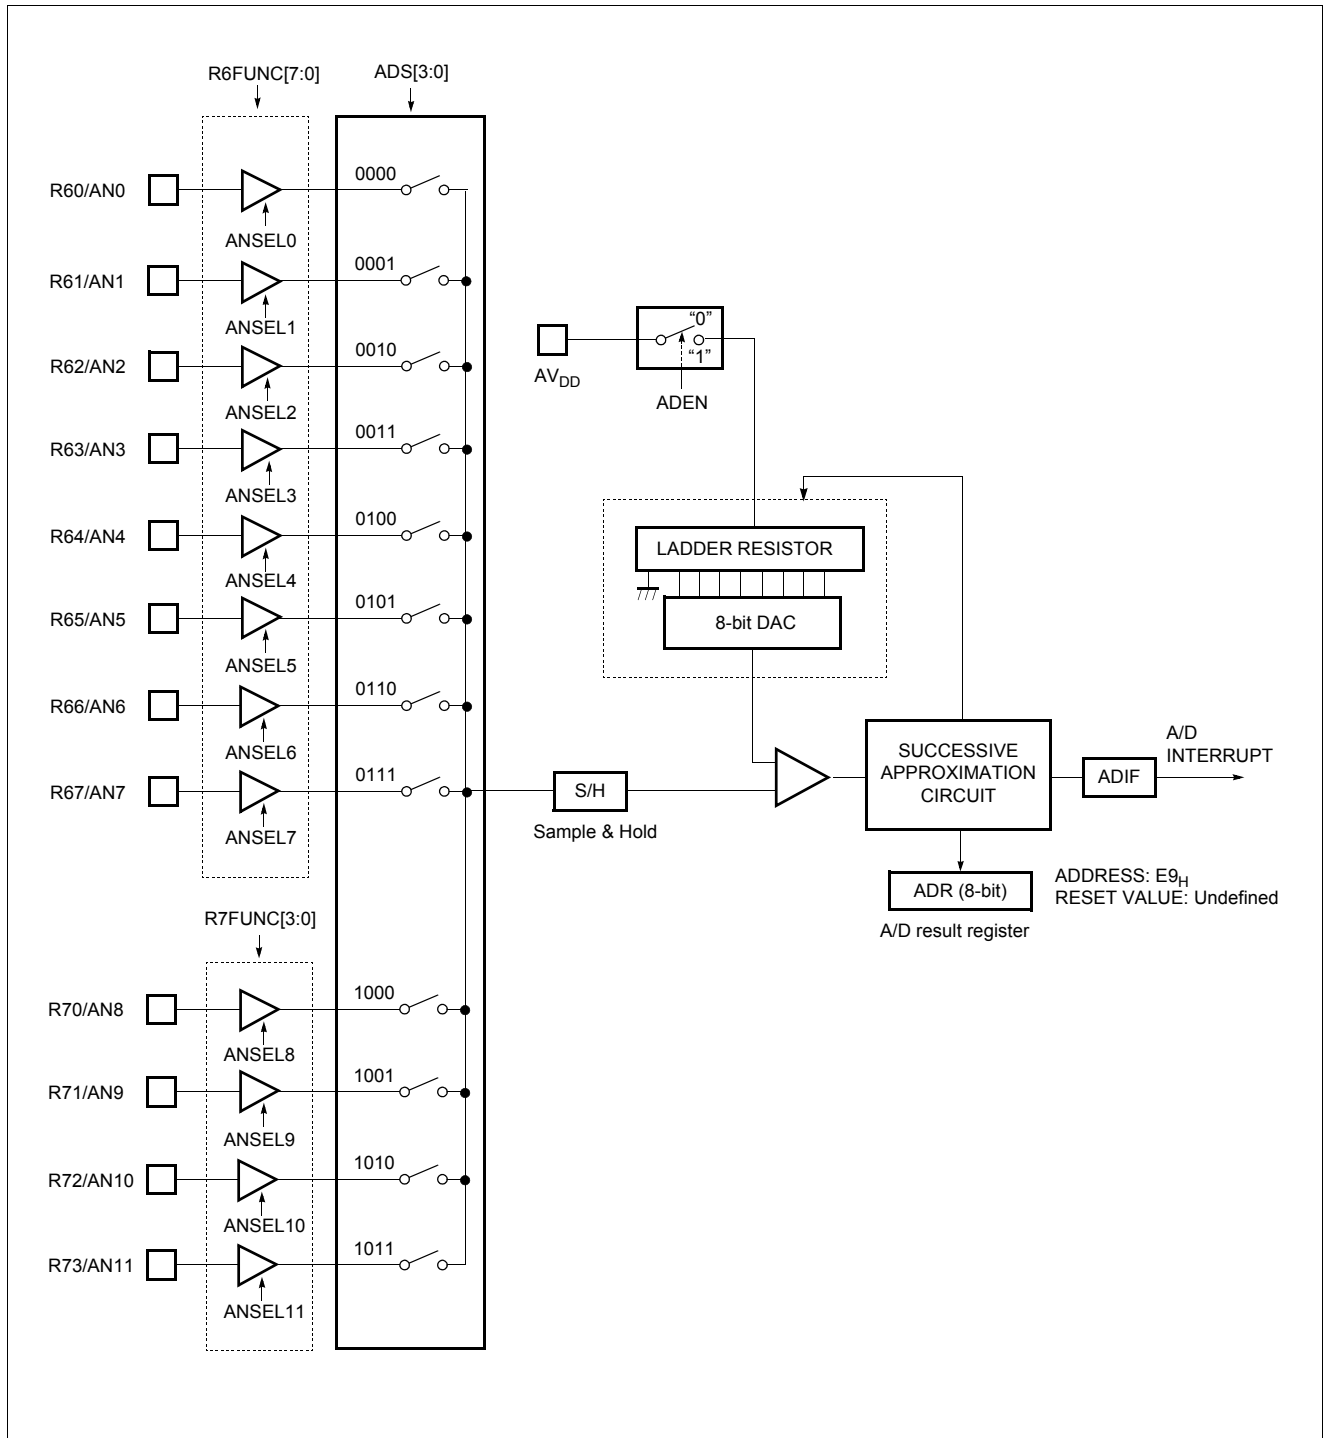 R6FUNC[7:0]
ADS[3:0]
R60/AN0
0000
ANSEL0
R61/AN1
0001
ANSEL1
R62/AN2
0010
ANSEL2
R63/AN3
0011
ANSEL3
R64/AN4
0100
ANSEL4
R65/AN5
0101
ANSEL5
R66/AN6
0110
ANSEL6
R67/AN7
0111
ANSEL7
R7FUNC[3:0]
R70/AN8
1000
ANSEL8
R71/AN9
1001
ANSEL9
R72/AN10
1010
ANSEL10
R73/AN11
1011
ANSEL11
“0”
“1”
AVDD
ADEN
LADDER RESISTOR
8-bit DAC
S/H
Sample & Hold
SUCCESSIVE
APPROXIMATION
CIRCUIT
ADIF
A/D
INTERRUPT
ADR (8-bit)
A/D result register
ADDRESS: E9H
RESET VALUE: Undefined